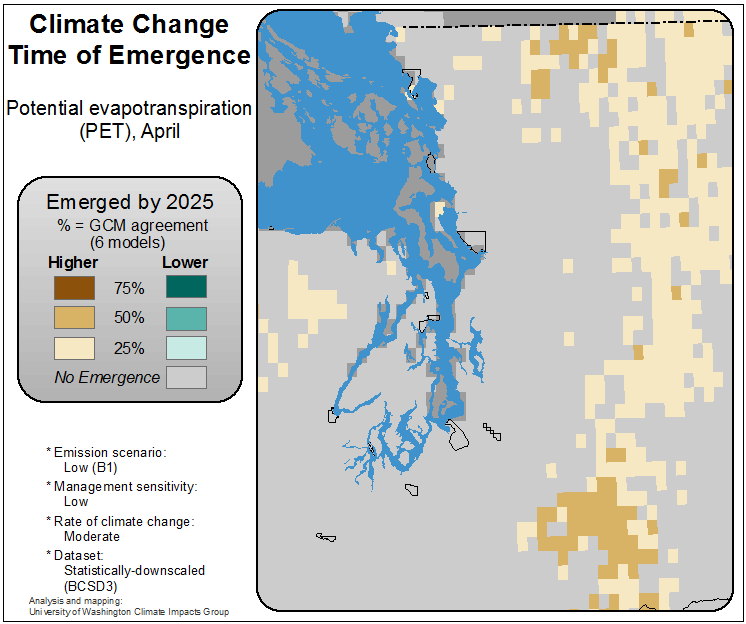 Climate Change
Time of Emergence
Potential evapotranspiration
(PET), April
Emerged by 2025
% = GCM agreement
(6 models)
Higher Lower
75%
50%
25%
No Emergence
* Emission scenario:
Low (B1)
* Management sensitivity:
Low
* Rate of climate change:
Moderate
* Dataset:
Statistically-downscaled
(BCSD3)
Analysis and mapping:
University of Washington Climate Impacts Group